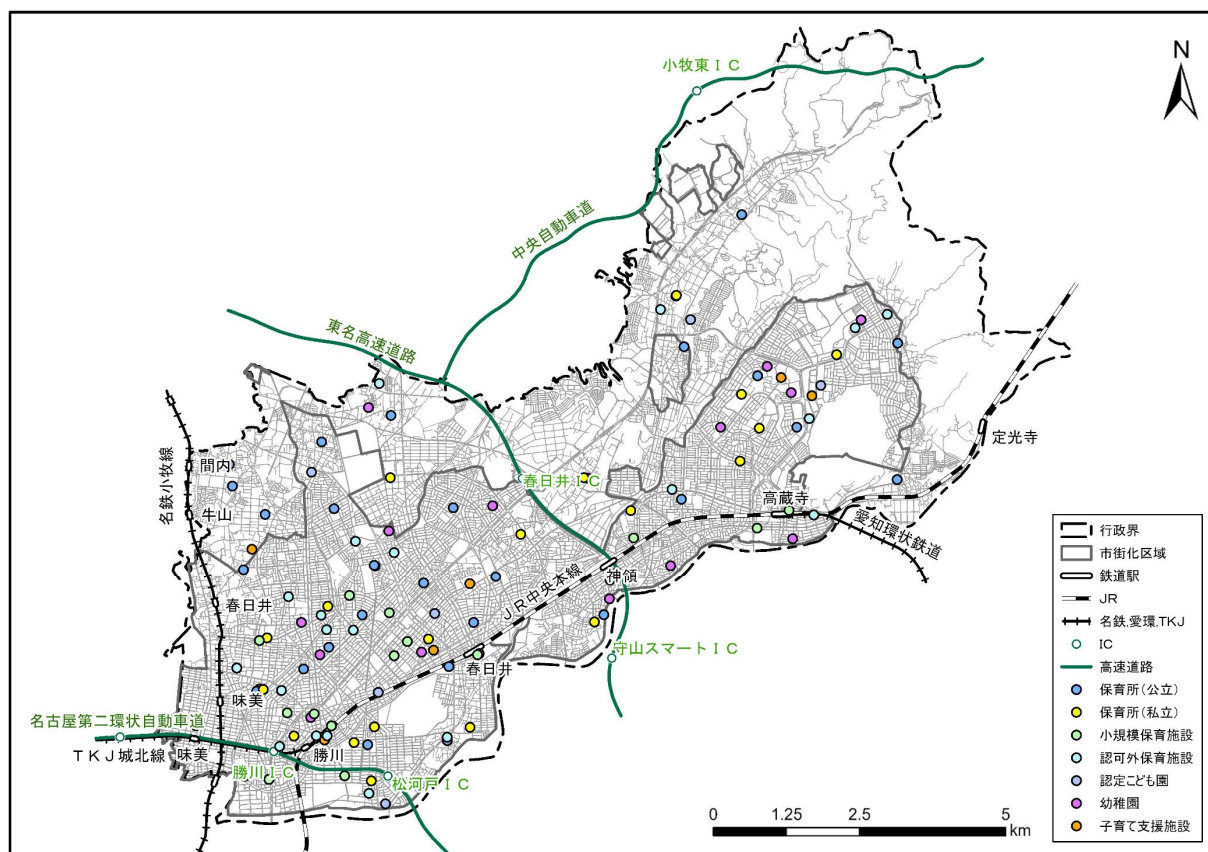 小牧東ＩＣ
N
中央自動車道
東名高速道路
名鉄小牧線
間内
牛山
春日井ＩＣ
定光寺
高蔵寺
愛知環状鉄道
神領
ＪＲ中央本線
春日井
春日井
守山スマートＩＣ
味美
名古屋第二環状自動車道
ＴＫＪ城北線
味美
勝川
勝川ＩＣ
松河戸ＩＣ
0
1.25
2.5
5
km
行政界
市街化区域
鉄道駅
ＪＲ
名鉄,愛環,TKJ
IC
高速道路
保育所(公立)
保育所(私立)
小規模保育施設
認可外保育施設
認定こども園
幼稚園
子育て支援施設